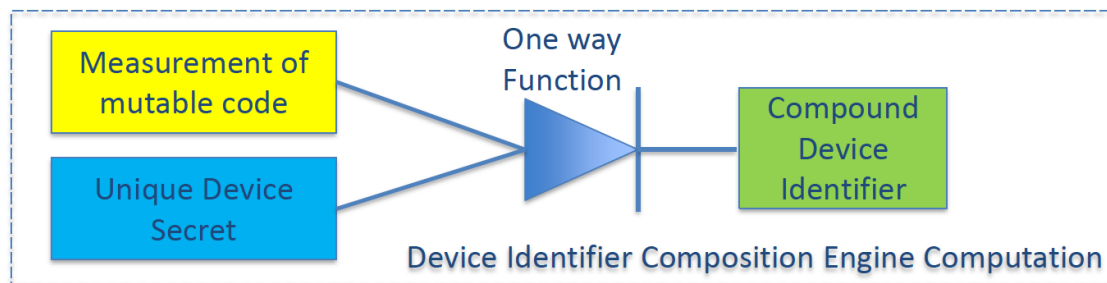 Measurement of
mutable code
Unique Device
Secret
One way
Function
Compound
Device
Identifier
Device Identifier Composition Engine Computation